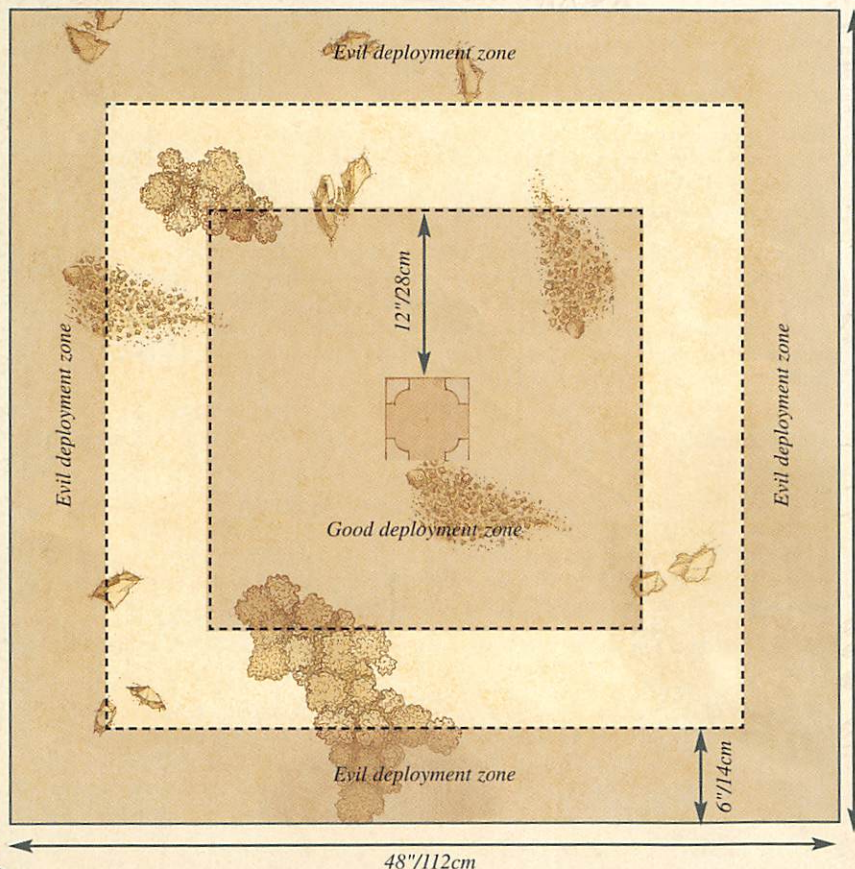 Evil deployment zone
12"/28cm
Evil deployment zone
Evil deployment zone
Good deployment zone
Evil deployment zone
6"/14cm
48"/112cm